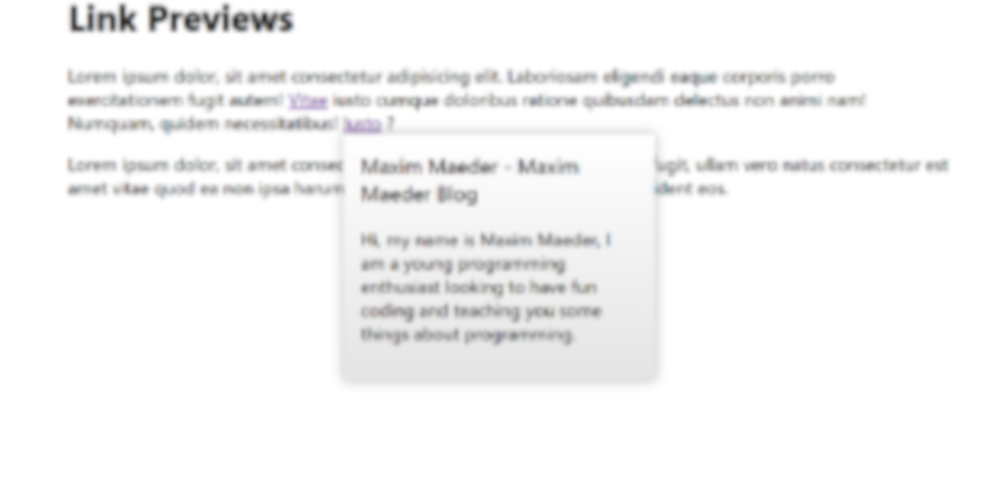 Link Previews
Lorem ipsum dolor, sit amet consectetur adipisicing elit. Laboriosam eligendi eaque corporis porro
exercitationem fugit autem! Vitae iusto cumque doloribus ratione quibusdam delectus non animi nam!
Numquam, quidem necessitatibus! Iusto ?
Lorem ipsum dolor, sit amet consec fugit, ullam vero natus consectetur est
amet vitae quod ea non ipsa harum ident eos.
Maxim Maeder - Maxim
Maeder Blog
Hi, my name is Maxim Maeder, I
am a young programming
enthusiast looking to have fun
coding and teaching you some
things about programming.